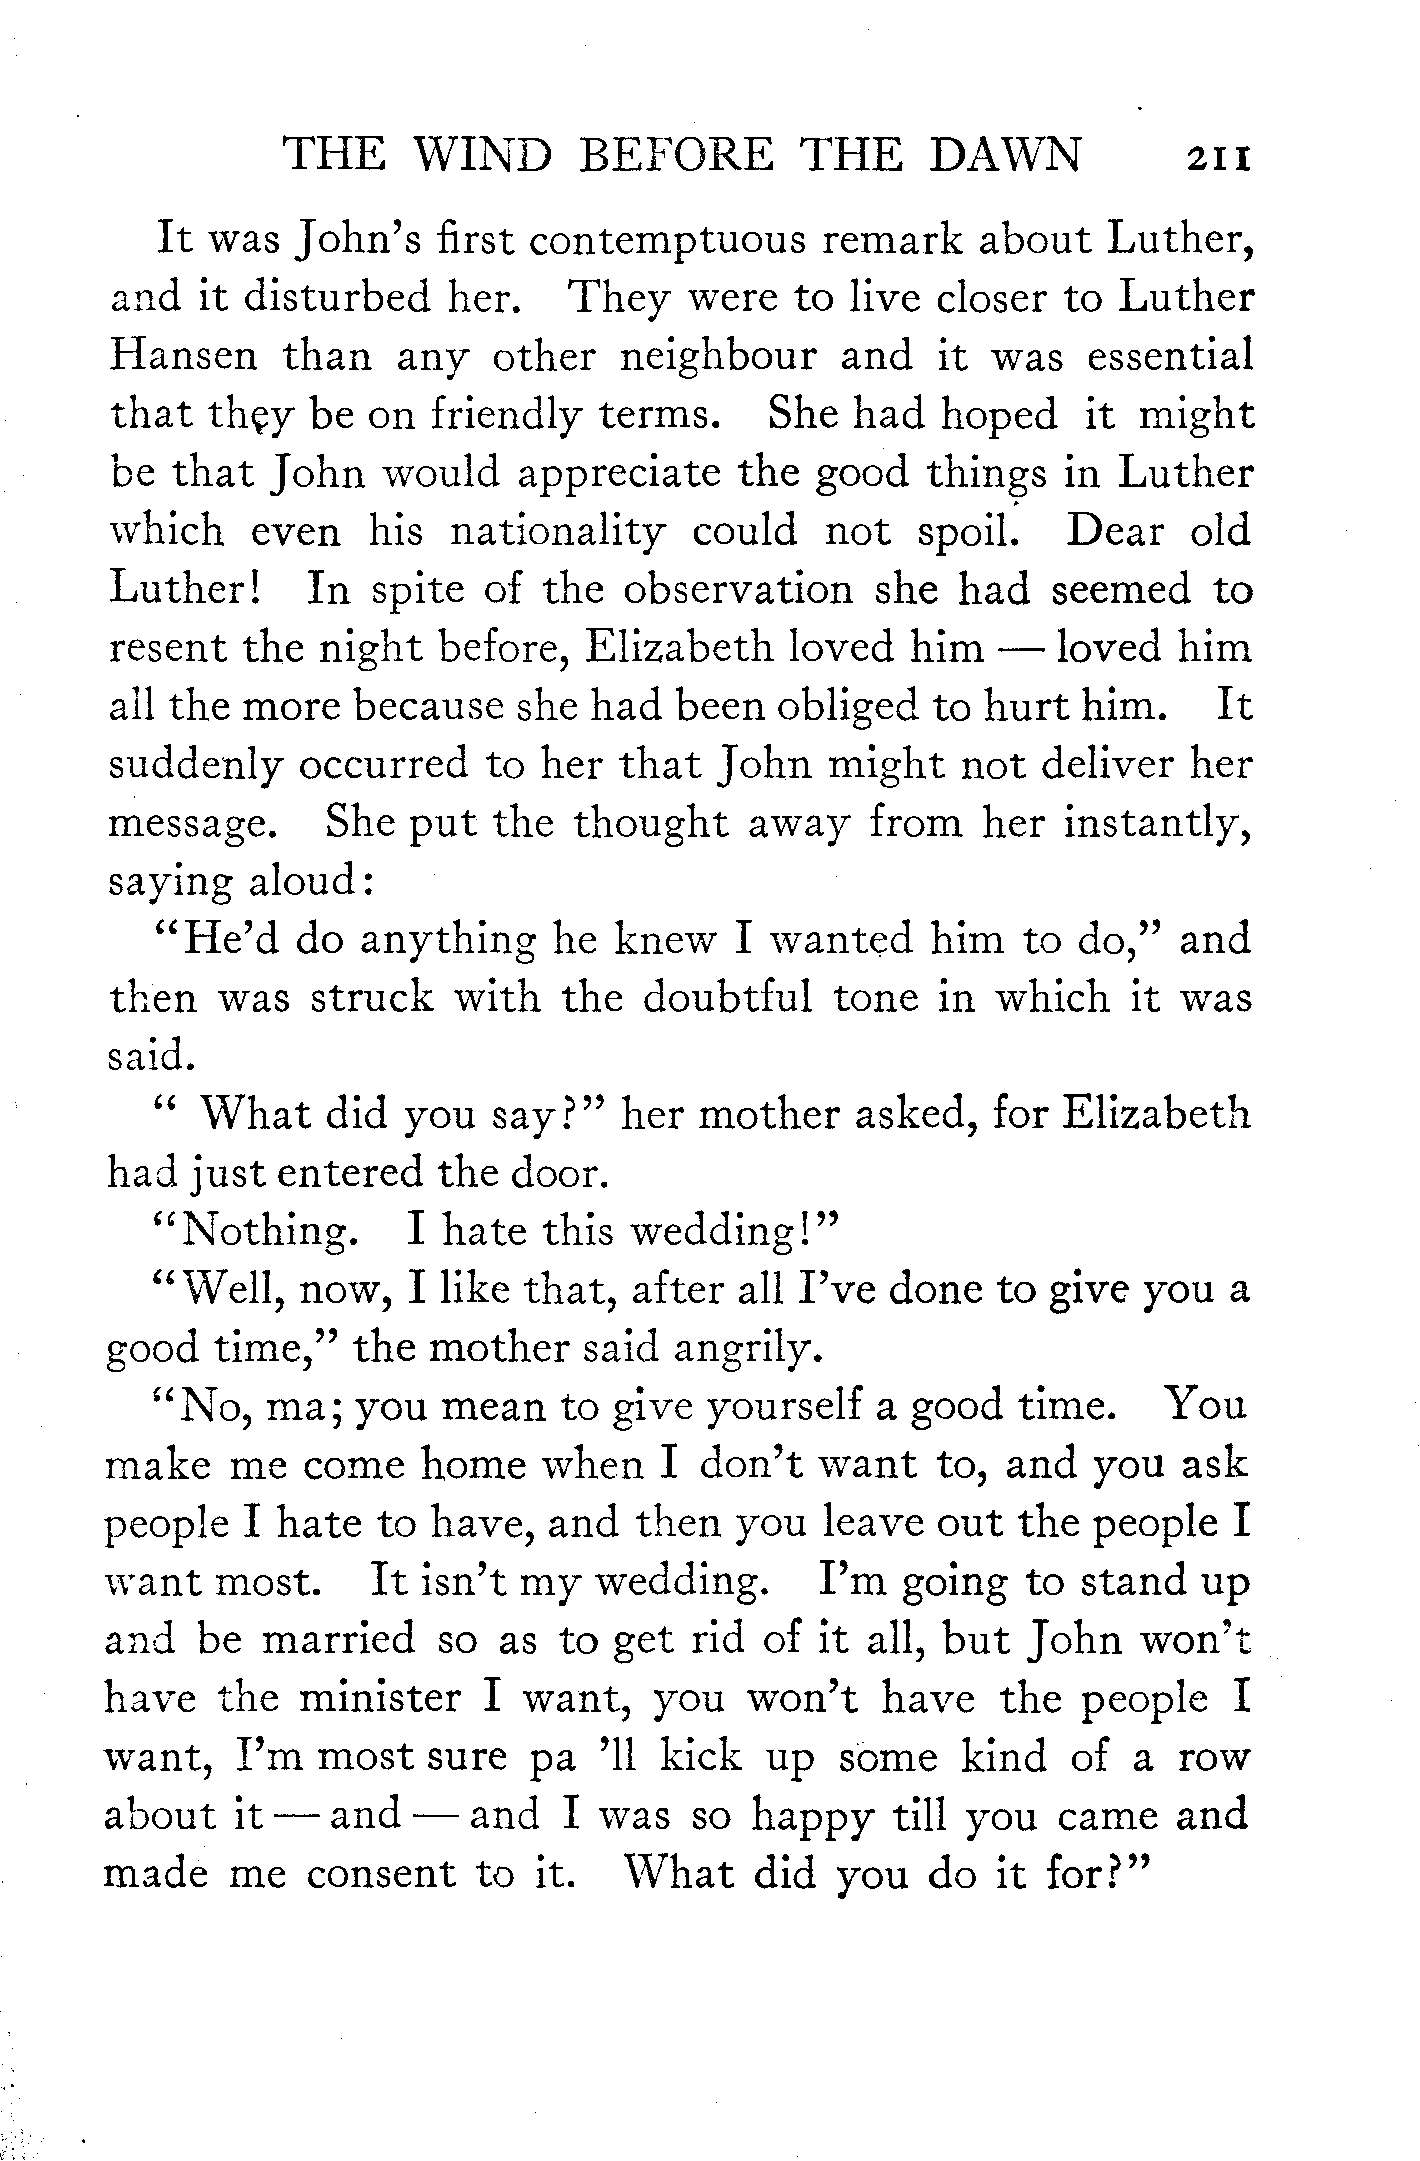 THE WIND BEFORE THE DAWN 211
It was John's first contemptuous remark about Luther,
and it disturbed her. They were to live closer to Luther
Hansen than any other neighbour and it was essential
that they be on friendly terms. She had hoped it might
be that John would appreciate the good things in Luther
which even his nationality could not spoil. Dear old
Luther! In spite of the observation she had seemed to
resent the night before, Elizabeth loved him — loved him
all the more because she had been obliged to hurt him. It
suddenly occurred to her that John might not deliver her
message. She put the thought away from her instantly,
saying aloud:
"He'd do anything he knew I wanted him to do," and
then was struck with the doubtful tone in which it was
said.
" What did you say?" her mother asked, for Elizabeth
had just entered the door.
"Nothing. I hate this wedding!"
"Well, now, I like that, after all I've done to give you a
good time," the mother said angrily.
"No, ma; you mean to give yourself a good time. You
make me come home when I don't want to, and you ask
people I hate to have, and then you leave out the people I
want most. It isn't my wedding. I'm going to stand up
and be married so as to get rid of it all, but John won't
have the minister I want, you won't have the people I
want, I'm most sure pa 'll kick up some kind of a row
about it — and — and I was so happy till you came and
made me consent to it. What did you do it for?"